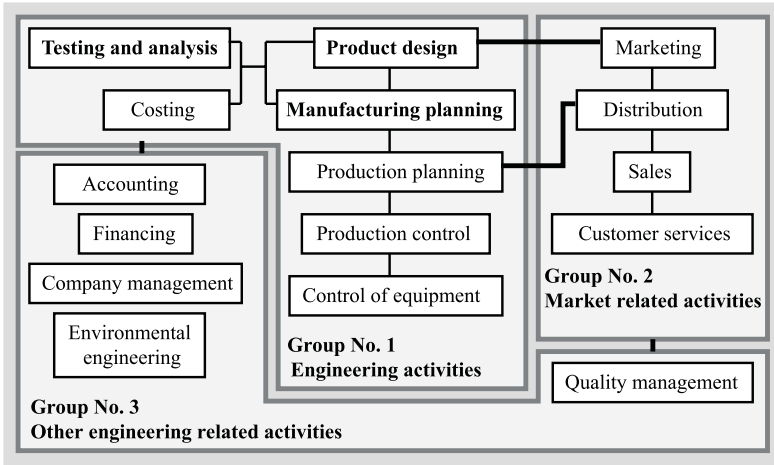 Testing and analysis
Product design
Marketing
Costing
Manufacturing planning
Distribution
Production planning
Sales
Accounting
Financing
Production control
Customer services
Company management
Control of equipment
Group No. 2
Market related activities
Environmental
engineering
Group No. 1
Engineering activities
Quality management
Group No. 3
Other engineering related activities